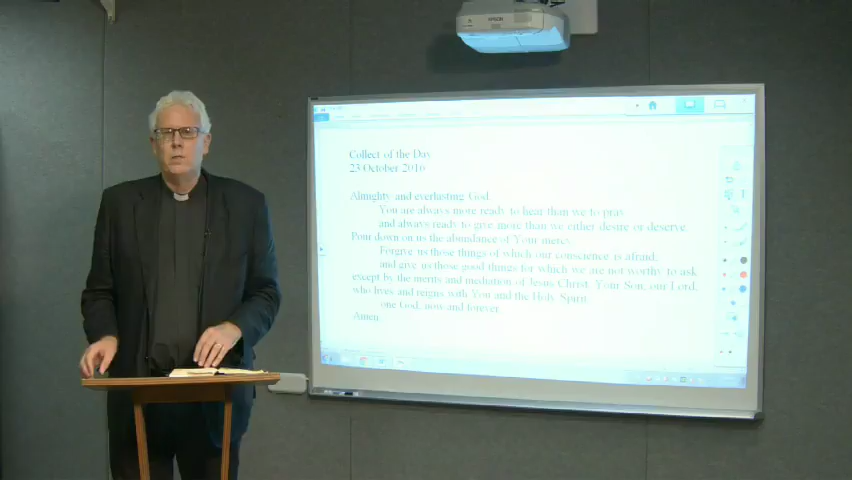 EPSON
Collect of the Day
23 October 2016
Almighty and everlasting God,
You are always more ready to hear than we to pray
and always ready to give more than we either desire or deserve.
Pour down on us the abundance of Your mercy.
Forgive us those things of which our conscience is afraid,
and give us those good things for which we are not worthy to ask
except by the merits and mediation of Jesus Christ, Your Son, our Lord,
who lives and reigns with You and the Holy Spirit,
one God, now and forever.
Amen.